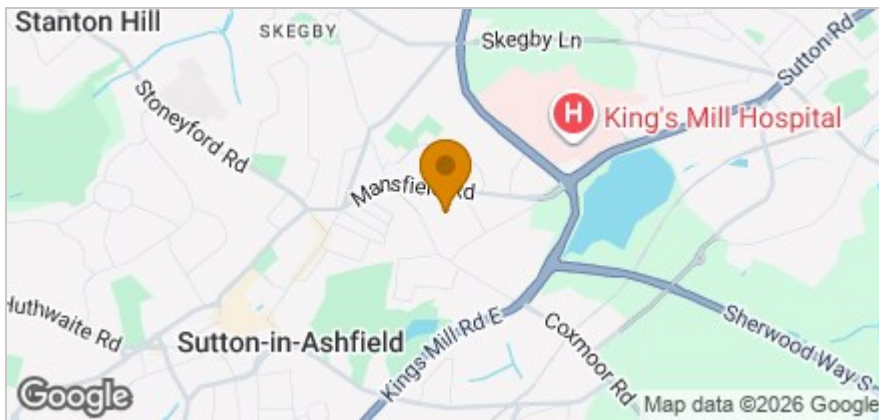 Stanton Hill
SKEGBY
Skegby Ln
Sutton Rd
Stoneyford Rd
H
King's Mill Hospital
Mansfield Rd
Huthwaite Rd
Sutton-in-Ashfield
Kings Mill Rd E
Coxmoor Rd
Sherwood Way S
Google
Map data ©2026 Google